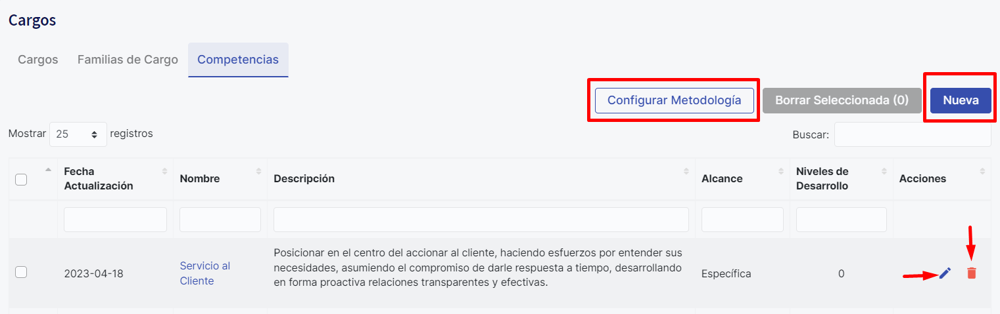 Cargos
Cargos Familias de Cargo Competencias
Configurar Metodología Borrar Seleccionada (0) Nueva
Mostrar 25 registros Buscar:
Fecha
Actualización
Nombre
Descripción
Alcance
Niveles de
Desarrollo
Acciones
2023-04-18
Servicio al
Cliente
Posicionar en el centro del accionar al cliente, haciendo esfuerzos por entender sus
necesidades, asumiendo el compromiso de darle respuesta a tiempo, desarrollando
en forma proactiva relaciones transparentes y efectivas.
Específica
0